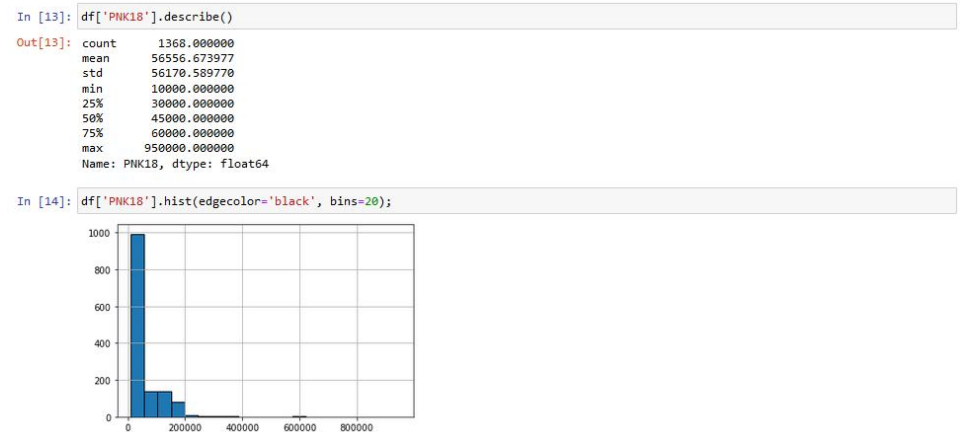 In [13]: df['PNK18'].describe()
Out[13]: count 1368.000000
mean 56556.673977
std 56170.589770
min 10000.000000
25% 30000.000000
50% 45000.000000
75% 60000.000000
max 950000.000000
Name: PNK18, dtype: float64
In [14]: df['PNK18'].hist(edgecolor='black', bins=20);
1000
800
600
400
200
0
0 200000 400000 600000 800000